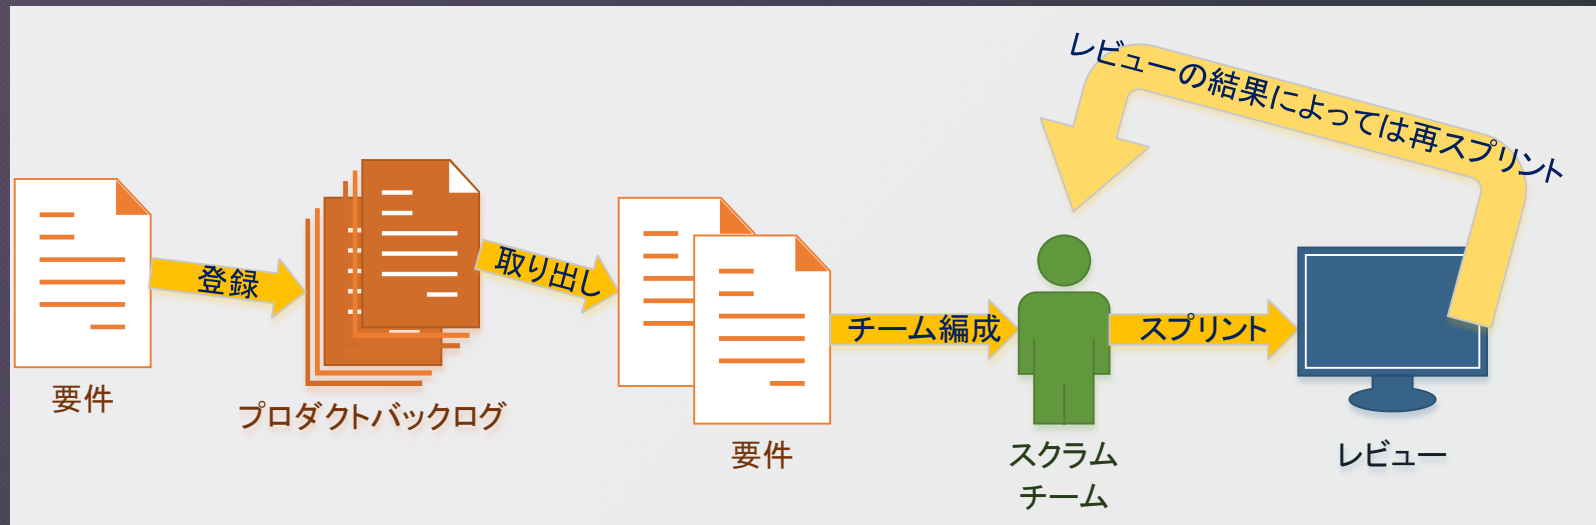 レビューの結果によっては再スプリント
登録
取り出し
チーム編成
スプリント
要件
プロダクトバックログ
要件
スクラム
チーム
レビュー